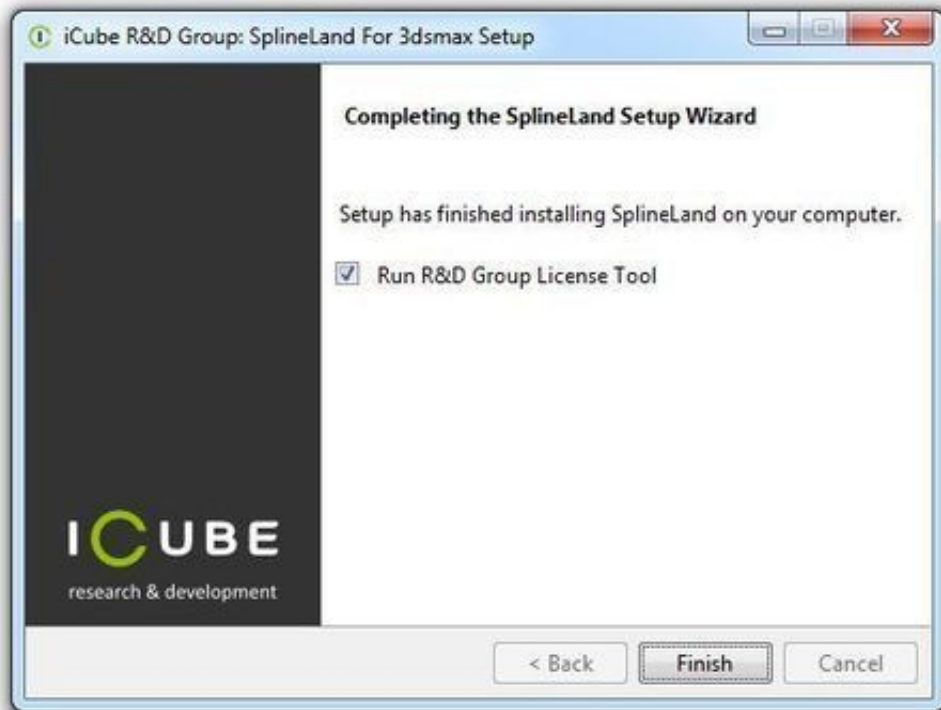 iCube R&D Group: SplineLand For 3dsmax Setup
Completing the SplineLand Setup Wizard
Setup has finished installing SplineLand on your computer.
Run R&D Group License Tool
ICUBE
research & development
< Back
Finish
Cancel